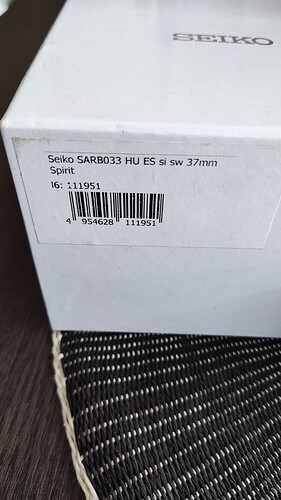 SEIKO
Seiko SARB033 HU ES si sw 37mm
Spirit
I6: 111951
4 954628 111951